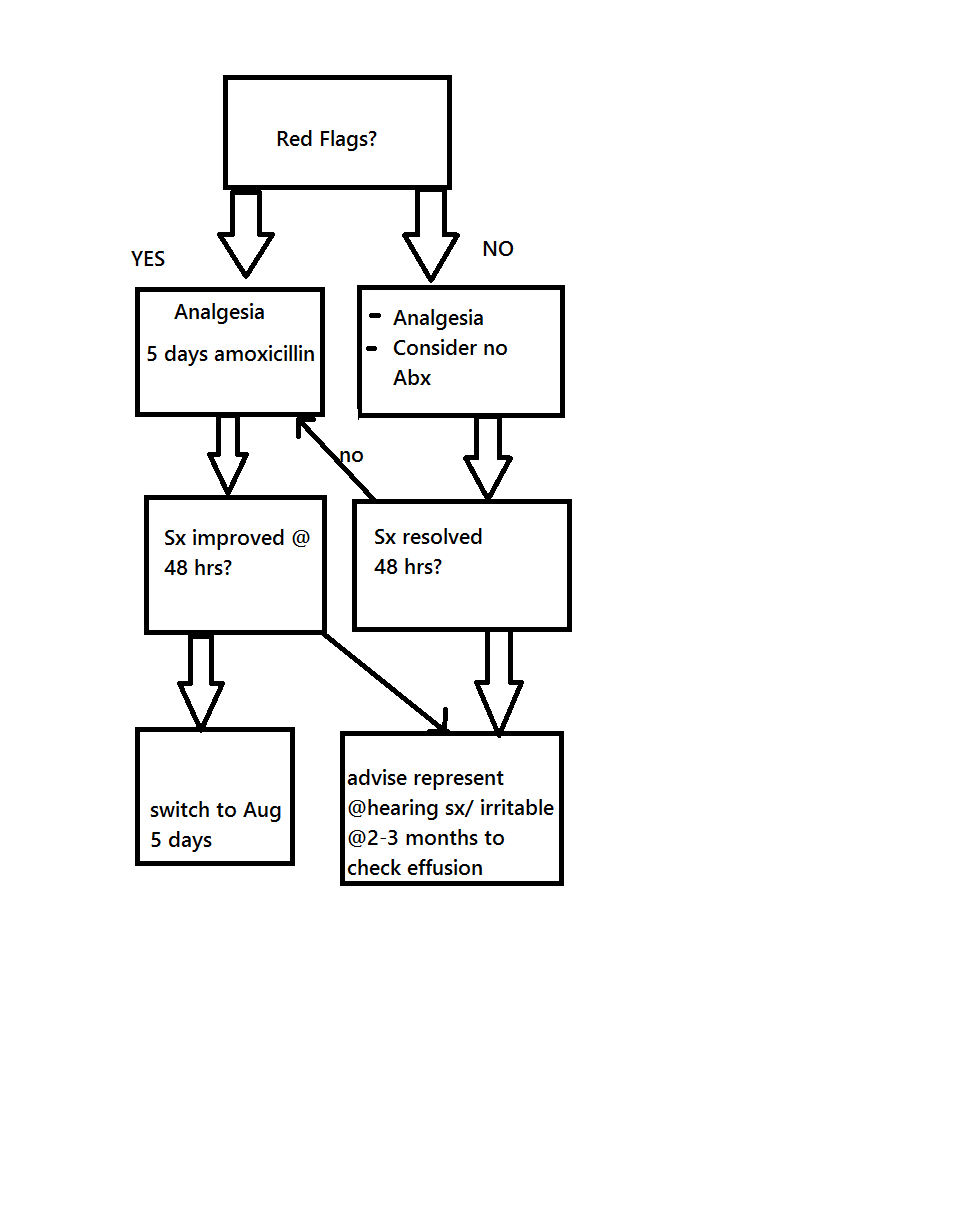 Red Flags?
YES
NO
Analgesia
5 days amoxicillin
- Analgesia
- Consider no
Abx
no
Sx improved @
48 hrs?
Sx resolved
48 hrs?
switch to Aug
5 days
advise represent
@hearing sx/ irritable
@2-3 months to
check effusion